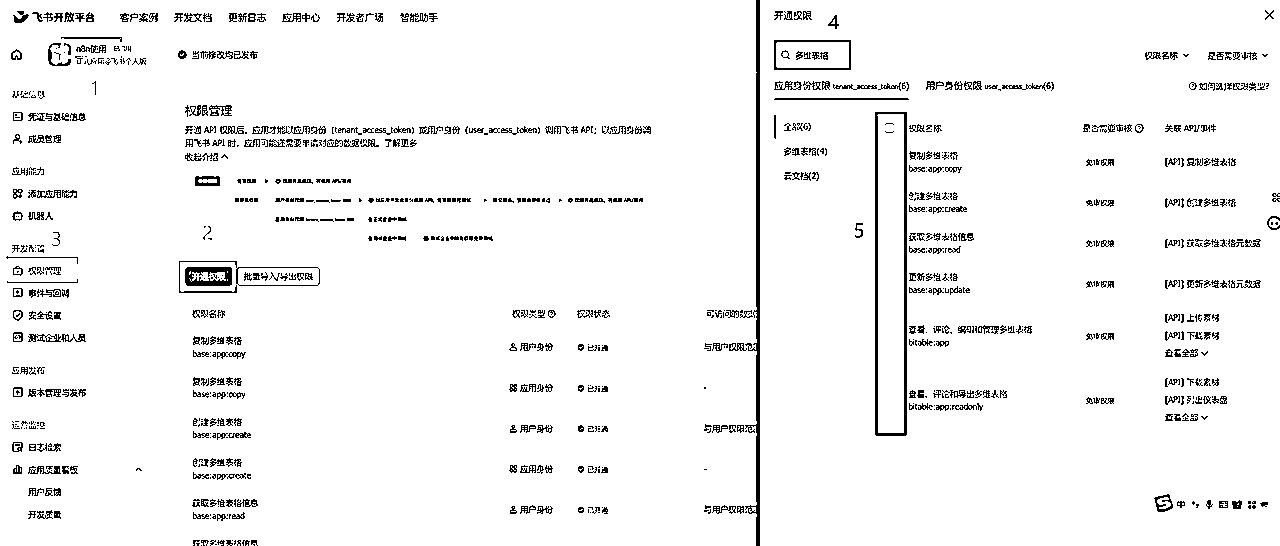 飞书开放平台
客户案例
开发文档
更新日志
应用中心
开发者广场
智能助手
n8n使用
当前修改均已发布
1
基础信息
凭证与基础信息
成员管理
应用能力
添加应用能力
机器人
3
开发配置
权限管理
事件与回调
安全设置
测试企业和人员
应用发布
版本管理与发布
运营监控
日志检索
应用质量看板
用户反馈
开发质量
权限管理
开通 API 权限后，应用才能以应用身份（tenant_access_token）或用户身份（user_access_token）调用飞书 API；以应用身份调
用飞书 API 时，应用可能还需要申请对应的数据权限。了解更多
收起介绍
2
开通权限
批量导入/导出权限
权限名称 权限类型 权限状态 可访问的数据
复制多维表格
base:app:copy
用户身份 已开通 与用户权限范
复制多维表格
base:app:copy
应用身份 已开通 -
创建多维表格
base:app:create
用户身份 已开通 与用户权限范
创建多维表格
base:app:create
应用身份 已开通 -
获取多维表格信息
base:app:read
用户身份 已开通 与用户权限范
获取多维表格信息
开通权限
4
多维表格
权限名称
是否需要审核
应用身份权限 tenant_access_token(6)
用户身份权限 user_access_token(6)
如何选择权限类型?
全部(6)
多维表格(4)
云文档(2)
5
权限名称 是否需要审核 关联 API/事件
复制多维表格
base:app:copy
免审权限 [API] 复制多维表格
创建多维表格
base:app:create
免审权限 [API] 创建多维表格
获取多维表格信息
base:app:read
免审权限 [API] 获取多维表格元数据
更新多维表格
base:app:update
免审权限 [API] 更新多维表格元数据
查看、评论、编辑和管理多维表格
bitable:app
免审权限
[API] 上传素材
[API] 下载素材
查看全部
查看、评论和导出多维表格
bitable:app:readonly
免审权限
[API] 下载素材
[API] 列出仪表盘
查看全部
中